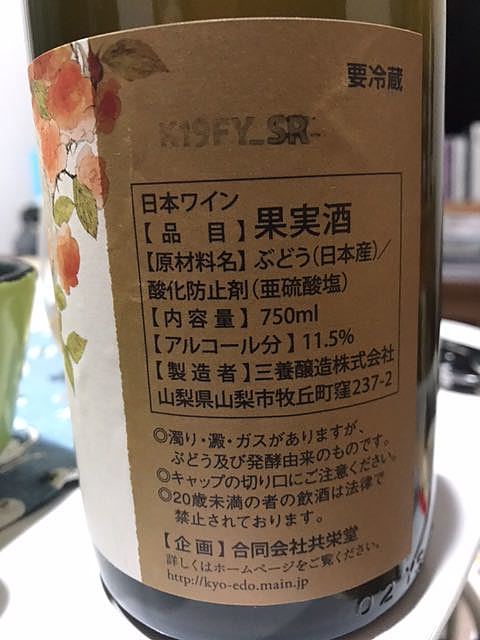 要冷蔵
K19FY_SR
日本ワイン
【品　目】果実酒
【原材料名】ぶどう（日本産）／
酸化防止剤（亜硫酸塩）
【内容量】750ml
【アルコール分】11.5%
【製造者】三養醸造株式会社
山梨県山梨市牧丘町窪237-2
◎濁り・澱・ガスがありますが、
ぶどう及び発酵由来のものです。
◎キャップの切り口にご注意ください。
◎20歳未満の者の飲酒は法律で
禁止されております。
【企画】合同会社共栄堂
詳しくはホームページをご覧ください。
http://kyo-edo.main.jp